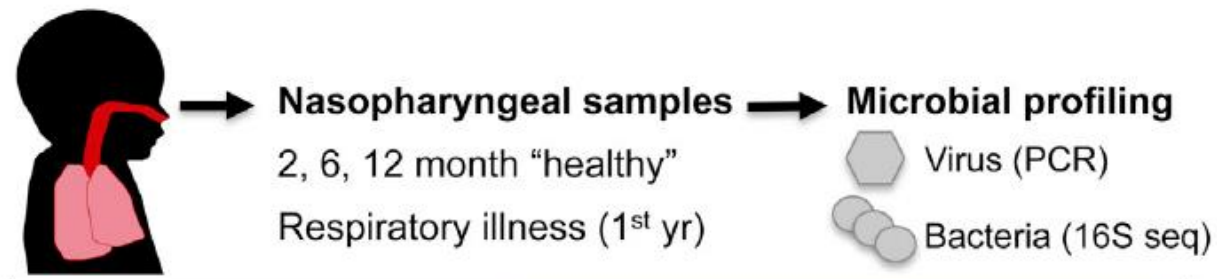 Nasopharyngeal samples
2, 6, 12 month “healthy”
Respiratory illness (1st yr)
Microbial profiling
Virus (PCR)
Bacteria (16S seq)